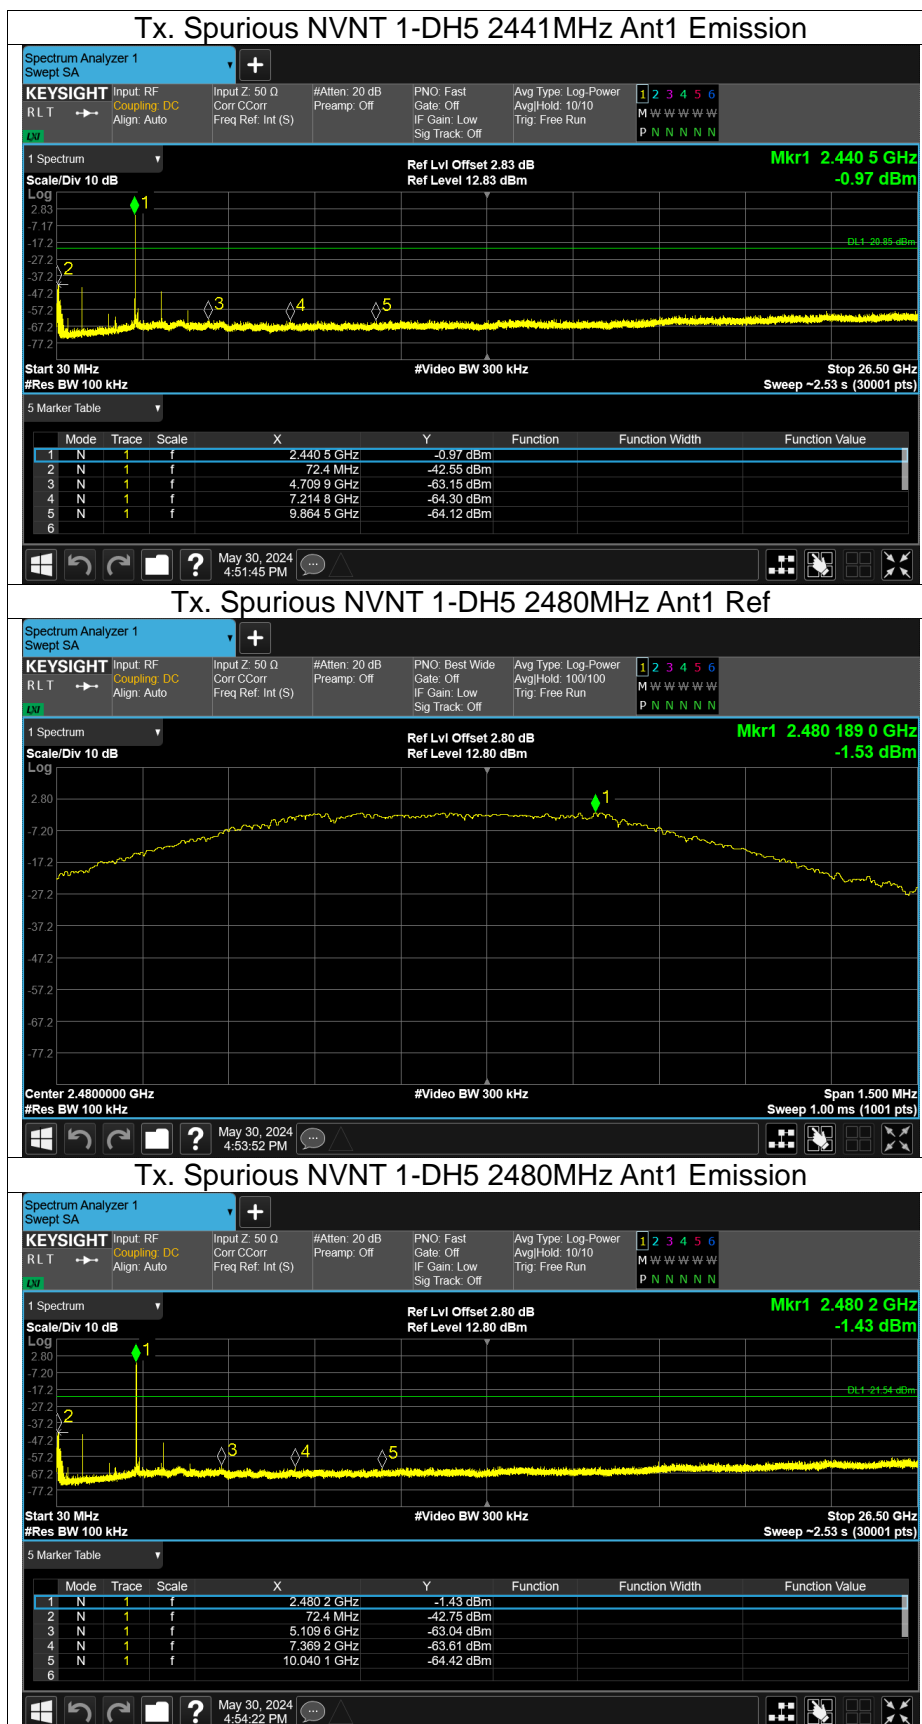 Tx. Spurious NVNT 1-DH5 2441MHz Ant1 Emission
Spectrum Analyzer 1
Swept SA
+
KEYSIGHT Input: RF Input Z: 50 Ω #Atten: 20 dB PNO: Fast Avg Type: Log-Power 1 2 3 4 5 6
RLT Coupling: DC Corr CCorr Preamp: Off Gate: Off Avg|Hold: 10/10 M W W W W W
Align: Auto Freq Ref: Int (S) IF Gain: Low Trig: Free Run
LXI Sig Track: Off P N N N N N
1 Spectrum Ref Lvl Offset 2.83 dB Mkr1 2.440 5 GHz
Scale/Div 10 dB Ref Level 12.83 dBm -0.97 dBm
Log
1
2.83
-7.17
-17.2 DL1 -20.85 dBm
-27.2
2
-37.2
-47.2
3 4 5
-57.2
-67.2
-77.2
Start 30 MHz #Video BW 300 kHz Stop 26.50 GHz
#Res BW 100 kHz Sweep ~2.53 s (30001 pts)
5 Marker Table
Mode Trace Scale X Y Function Function Width Function Value
1 N 1 f 2.440 5 GHz -0.97 dBm
2 N 1 f 72.4 MHz -42.55 dBm
3 N 1 f 4.709 9 GHz -63.15 dBm
4 N 1 f 7.214 8 GHz -64.30 dBm
5 N 1 f 9.864 5 GHz -64.12 dBm
6
? May 30, 2024
4:51:45 PM
Tx. Spurious NVNT 1-DH5 2480MHz Ant1 Ref
Spectrum Analyzer 1
Swept SA
+
KEYSIGHT Input: RF Input Z: 50 Ω #Atten: 20 dB PNO: Best Wide Avg Type: Log-Power 1 2 3 4 5 6
RLT Coupling: DC Corr CCorr Preamp: Off Gate: Off Avg|Hold: 100/100 M W W W W W
Align: Auto Freq Ref: Int (S) IF Gain: Low Trig: Free Run
LXI Sig Track: Off P N N N N N
1 Spectrum Ref Lvl Offset 2.80 dB Mkr1 2.480 189 0 GHz
Scale/Div 10 dB Ref Level 12.80 dBm -1.53 dBm
Log
1
2.80
-7.20
-17.2
-27.2
-37.2
-47.2
-57.2
-67.2
-77.2
Center 2.4800000 GHz #Video BW 300 kHz Span 1.500 MHz
#Res BW 100 kHz Sweep 1.00 ms (1001 pts)
? May 30, 2024
4:53:52 PM
Tx. Spurious NVNT 1-DH5 2480MHz Ant1 Emission
Spectrum Analyzer 1
Swept SA
+
KEYSIGHT Input: RF Input Z: 50 Ω #Atten: 20 dB PNO: Fast Avg Type: Log-Power 1 2 3 4 5 6
RLT Coupling: DC Corr CCorr Preamp: Off Gate: Off Avg|Hold: 10/10 M W W W W W
Align: Auto Freq Ref: Int (S) IF Gain: Low Trig: Free Run
LXI Sig Track: Off P N N N N N
1 Spectrum Ref Lvl Offset 2.80 dB Mkr1 2.480 2 GHz
Scale/Div 10 dB Ref Level 12.80 dBm -1.43 dBm
Log
1
2.80
-7.20
-17.2 DL1 -21.54 dBm
-27.2
2
-37.2
-47.2
3 4 5
-57.2
-67.2
-77.2
Start 30 MHz #Video BW 300 kHz Stop 26.50 GHz
#Res BW 100 kHz Sweep ~2.53 s (30001 pts)
5 Marker Table
Mode Trace Scale X Y Function Function Width Function Value
1 N 1 f 2.480 2 GHz -1.43 dBm
2 N 1 f 72.4 MHz -42.75 dBm
3 N 1 f 5.109 6 GHz -63.04 dBm
4 N 1 f 7.369 2 GHz -63.61 dBm
5 N 1 f 10.040 1 GHz -64.42 dBm
6
? May 30, 2024
4:54:22 PM